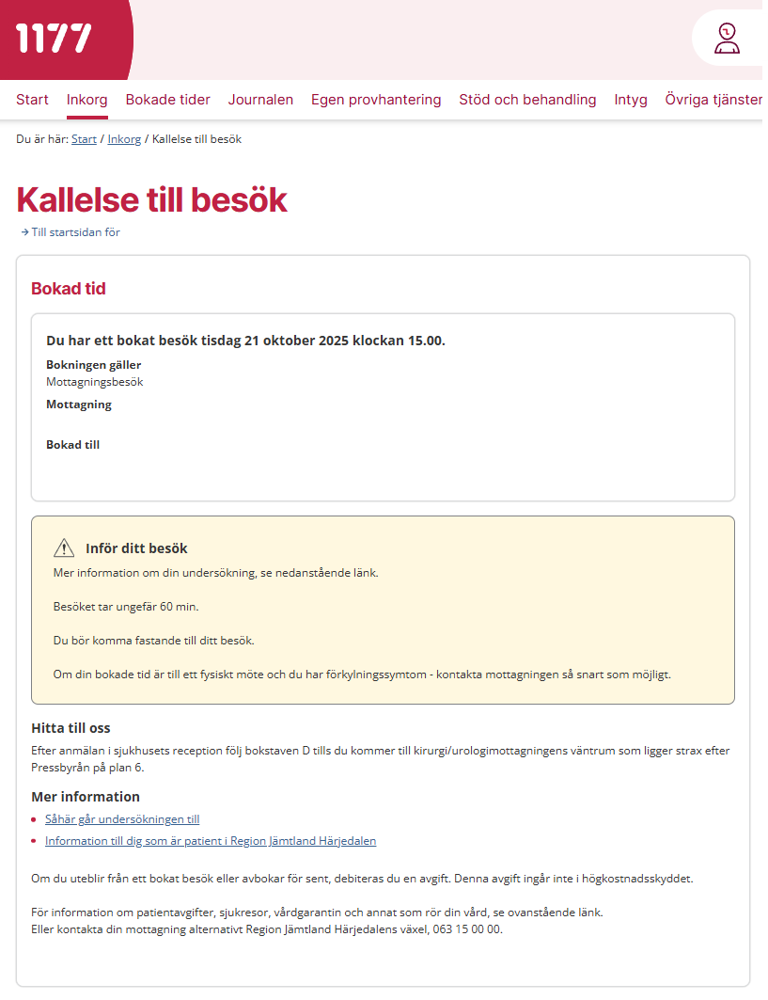 1177
Start Inkorg Bokade tider Journalen Egen provhantering Stöd och behandling Intyg Övriga tjänster
Du är här: Start / Inkorg / Kallelse till besök
Kallelse till besök
→ Till startsidan för
Bokad tid
Du har ett bokat besök tisdag 21 oktober 2025 klockan 15.00.
Bokningen gäller
Mottagningsbesök
Mottagning
Bokad till
Inför ditt besök
Mer information om din undersökning, se nedanstående länk.
Besöket tar ungefär 60 min.
Du bör komma fastande till ditt besök.
Om din bokade tid är till ett fysiskt möte och du har förkylningssymtom - kontakta mottagningen så snart som möjligt.
Hitta till oss
Efter anmälan i sjukhusets reception följ bokstaven D tills du kommer till kirurgi/urologimottagningens väntrum som ligger strax efter
Pressbyrån på plan 6.
Mer information
• Såhär går undersökningen till
• Information till dig som är patient i Region Jämtland Härjedalen
Om du uteblir från ett bokat besök eller avbokar för sent, debiteras du en avgift. Denna avgift ingår inte i högkostnadsskyddet.
För information om patientavgifter, sjukresor, vårdgarantin och annat som rör din vård, se ovanstående länk.
Eller kontakta din mottagning alternativt Region Jämtland Härjedalens växel, 063 15 00 00.